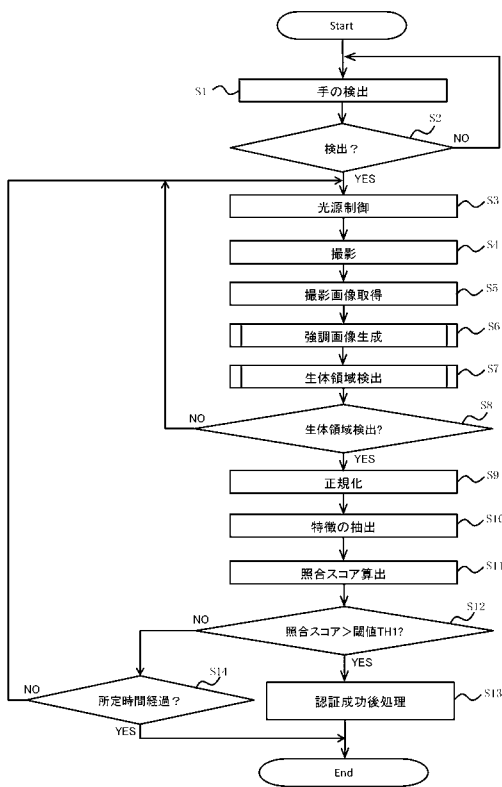 Start
S1
手の検出
S2
検出？
NO
YES
光源制御
S3
撮影
S4
撮影画像取得
S5
強調画像生成
S6
生体領域検出
S7
S8
NO
生体領域検出?
YES
正規化
S9
特徴の抽出
S10
照合スコア算出
S11
S12
NO
照合スコア＞閾値TH1?
YES
S14
NO
所定時間経過？
YES
認証成功後処理
S13
End